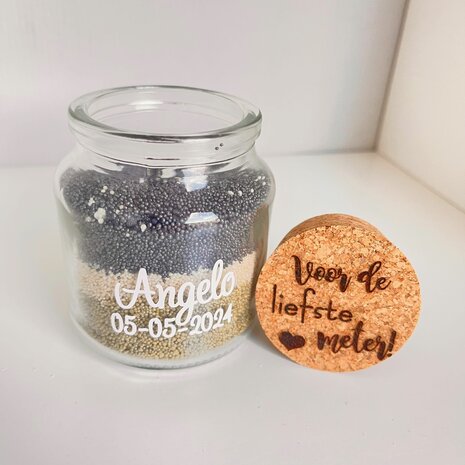 Angelo
05-05-2024
Voor de
liefste
meter!